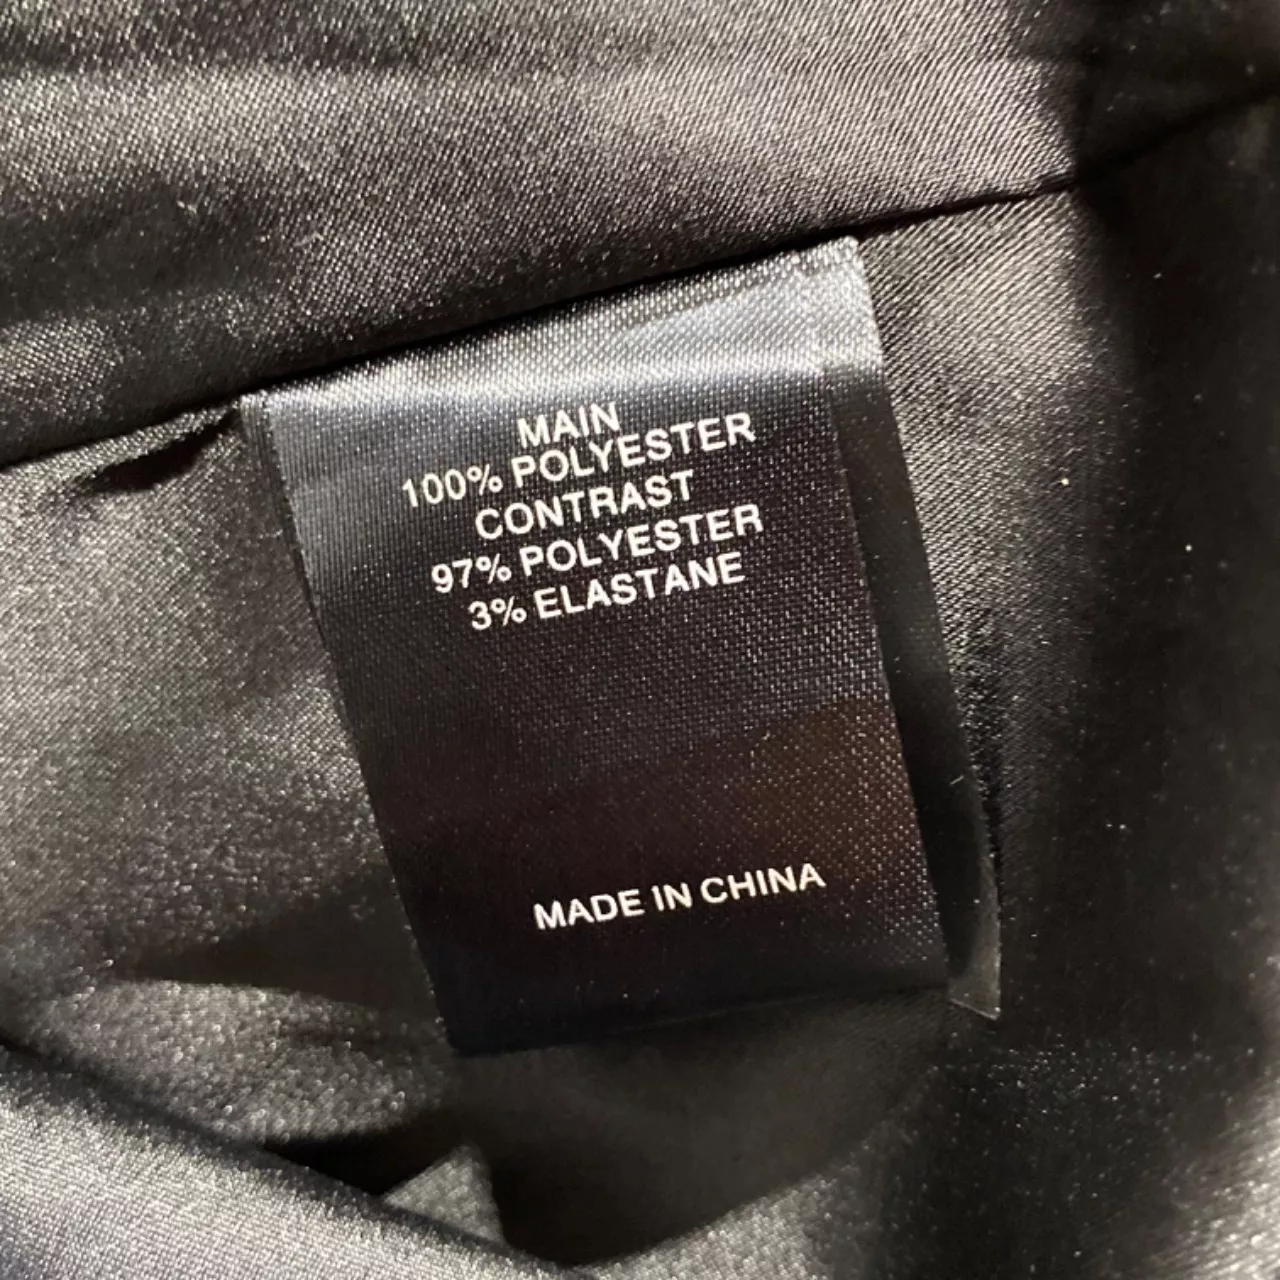 MAIN
100% POLYESTER
CONTRAST
97% POLYESTER
3% ELASTANE
MADE IN CHINA